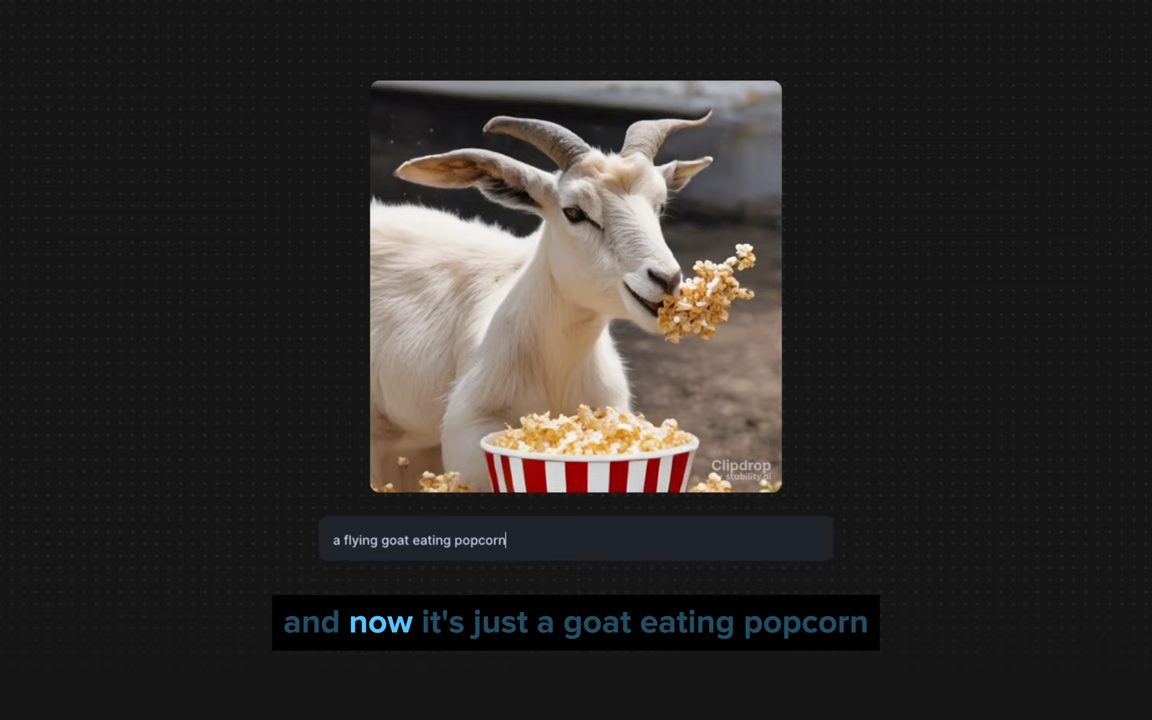 Clipdrop
stability.ai
a flying goat eating popcorn
and now it's just a goat eating popcorn